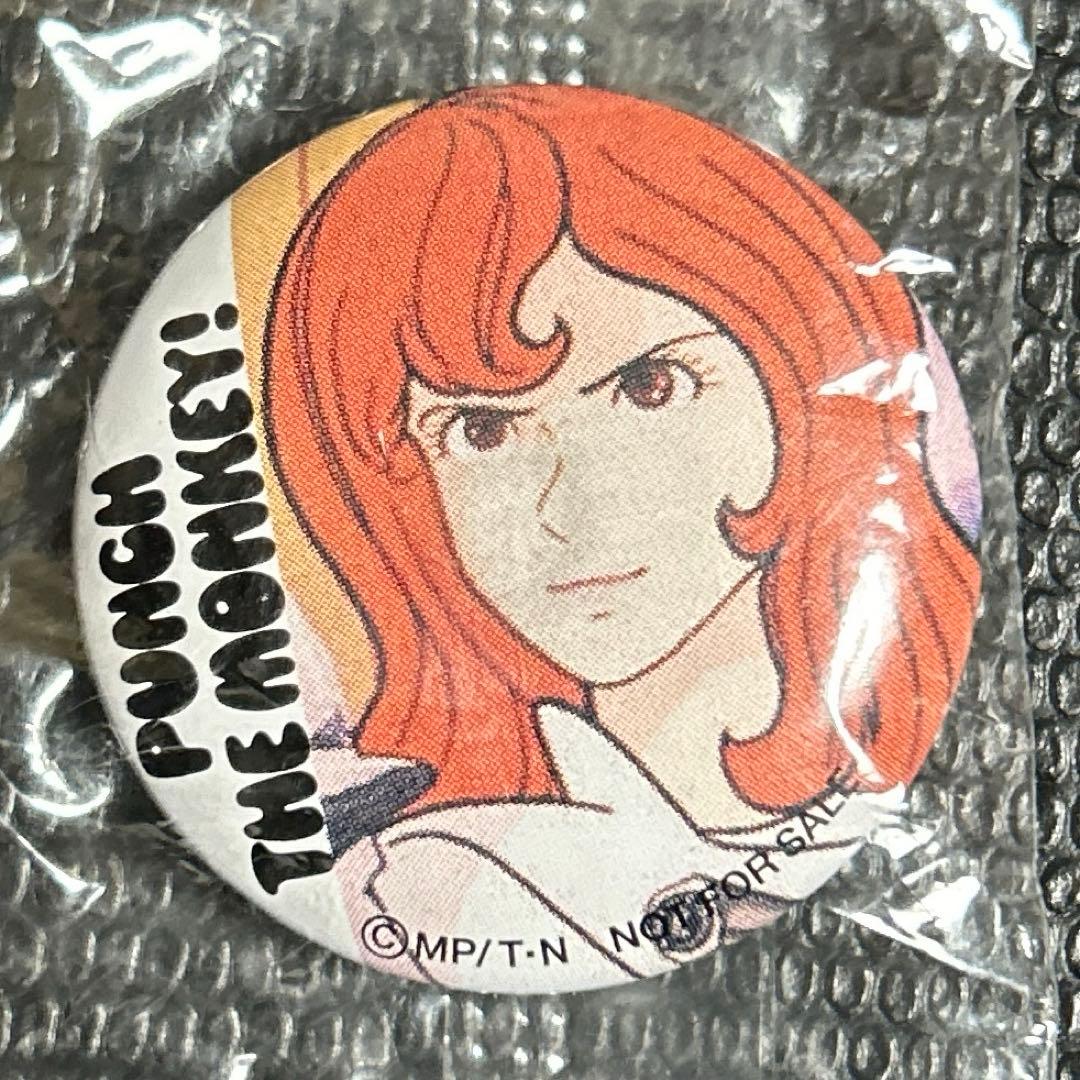 PUNCH
THE MONKEY!
©MP/T・N NOT FOR SALE